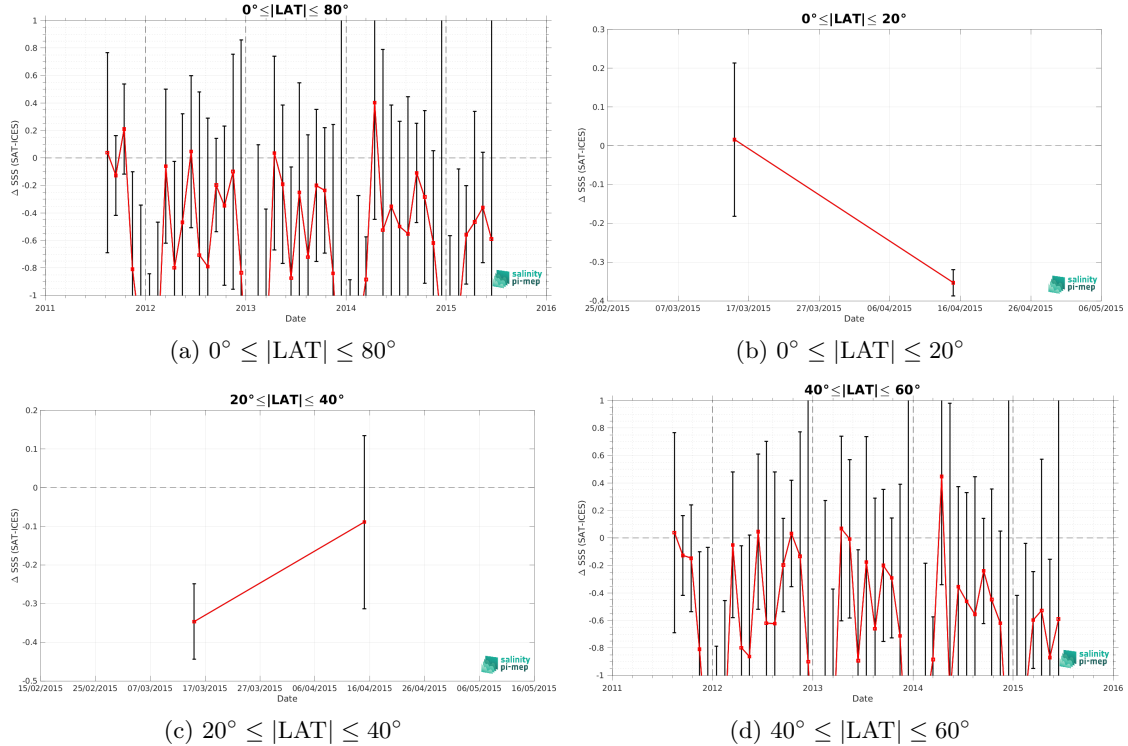 0°≤|LAT|≤ 80°
1
0.8
0.6
0.4
0.2
0
-0.2
-0.4
-0.6
-0.8
-1
Δ SSS (SAT-ICES)
2011
2012
2013
2014
2015
2016
Date
salinity
pi-mep
(a) 0° ≤ |LAT| ≤ 80°
0°≤|LAT|≤ 20°
0.3
0.2
0.1
0
-0.1
-0.2
-0.3
-0.4
Δ SSS (SAT-ICES)
25/02/2015
07/03/2015
17/03/2015
27/03/2015
06/04/2015
16/04/2015
26/04/2015
06/05/2015
Date
salinity
pi-mep
(b) 0° ≤ |LAT| ≤ 20°
20°≤|LAT|≤ 40°
0.2
0.1
0
-0.1
-0.2
-0.3
-0.4
-0.5
Δ SSS (SAT-ICES)
15/02/2015
25/02/2015
07/03/2015
17/03/2015
27/03/2015
06/04/2015
16/04/2015
26/04/2015
06/05/2015
16/05/2015
Date
salinity
pi-mep
(c) 20° ≤ |LAT| ≤ 40°
40°≤|LAT|≤ 60°
1
0.8
0.6
0.4
0.2
0
-0.2
-0.4
-0.6
-0.8
-1
Δ SSS (SAT-ICES)
2011
2012
2013
2014
2015
2016
Date
salinity
pi-mep
(d) 40° ≤ |LAT| ≤ 60°